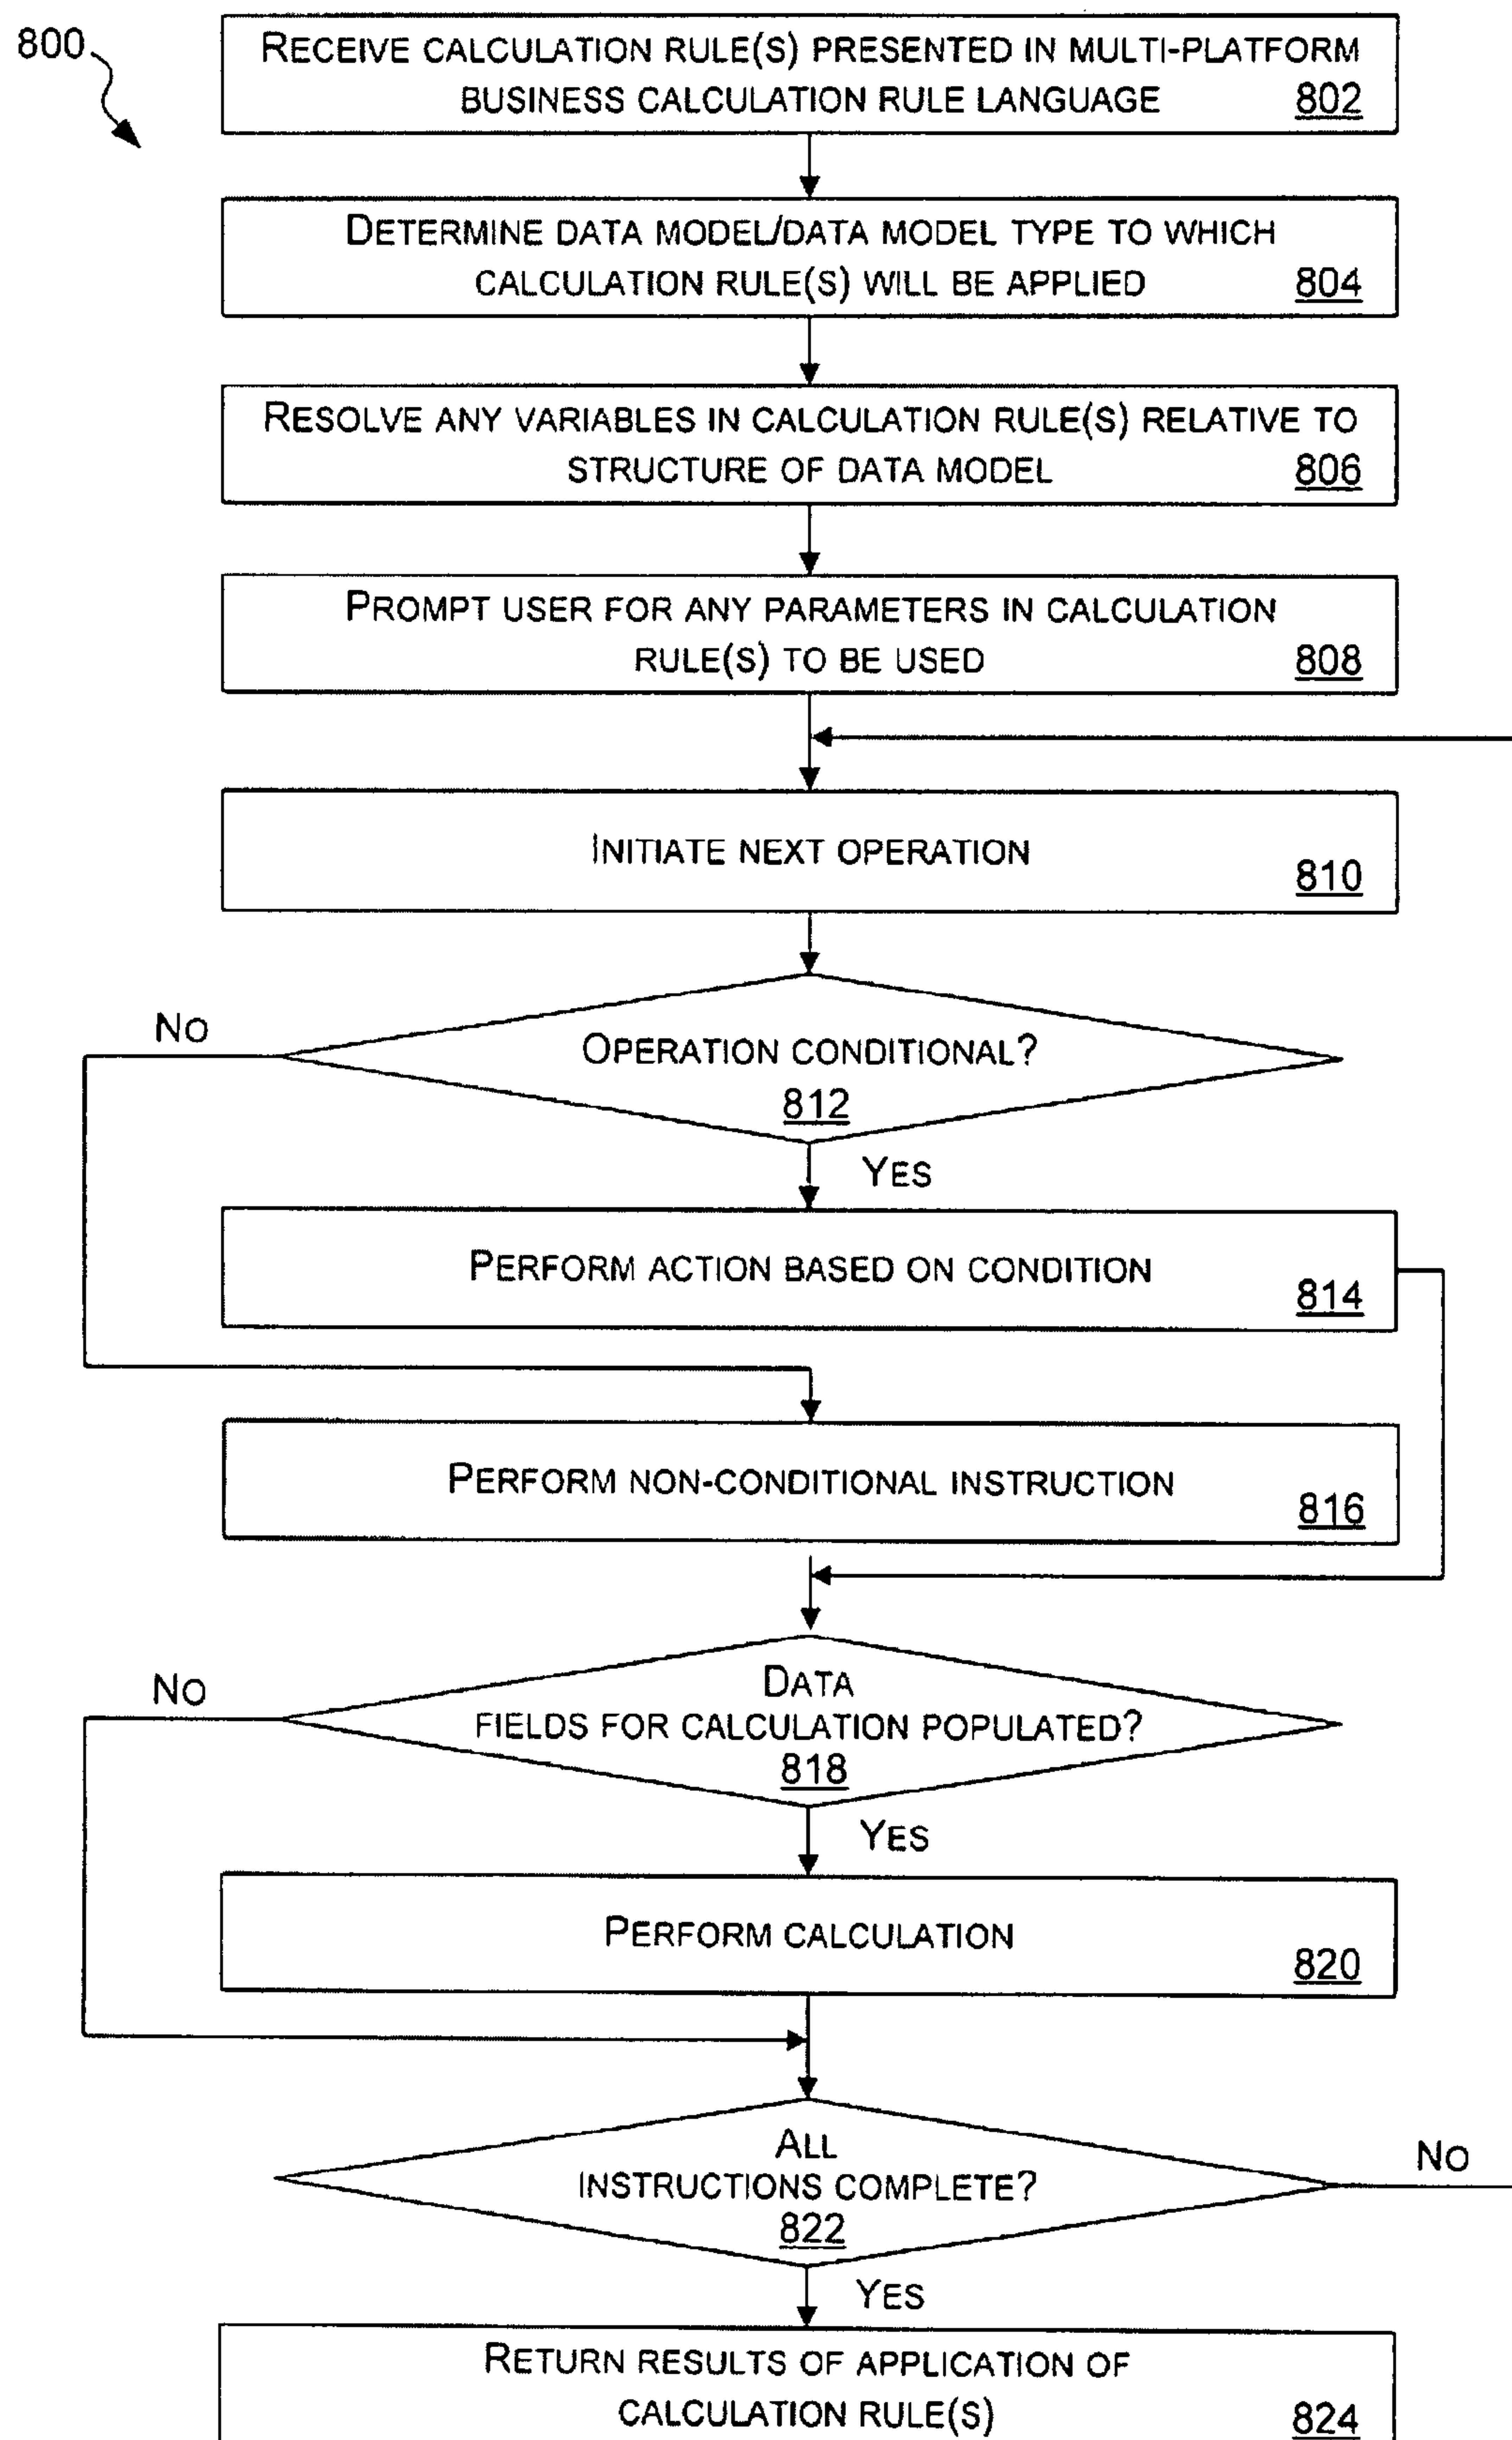 800
RECEIVE CALCULATION RULE(S) PRESENTED IN MULTI-PLATFORM
BUSINESS CALCULATION RULE LANGUAGE 802
DETERMINE DATA MODEL/DATA MODEL TYPE TO WHICH
CALCULATION RULE(S) WILL BE APPLIED 804
RESOLVE ANY VARIABLES IN CALCULATION RULE(S) RELATIVE TO
STRUCTURE OF DATA MODEL 806
PROMPT USER FOR ANY PARAMETERS IN CALCULATION
RULE(S) TO BE USED 808
INITIATE NEXT OPERATION
810
NO
OPERATION CONDITIONAL?
812
YES
PERFORM ACTION BASED ON CONDITION
814
PERFORM NON-CONDITIONAL INSTRUCTION
816
NO
DATA
FIELDS FOR CALCULATION POPULATED?
818
YES
PERFORM CALCULATION
820
ALL
INSTRUCTIONS COMPLETE?
822
NO
YES
RETURN RESULTS OF APPLICATION OF
CALCULATION RULE(S) 824